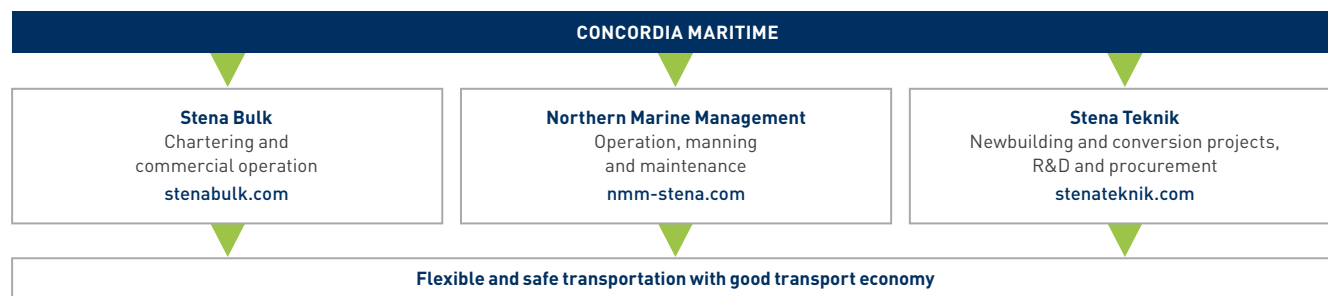 CONCORDIA MARITIME
Stena Bulk
Chartering and
commercial operation
stenabulk.com
Northern Marine Management
Operation, manning
and maintenance
nmm-stena.com
Stena Teknik
Newbuilding and conversion projects,
R&D and procurement
stenateknik.com
Flexible and safe transportation with good transport economy